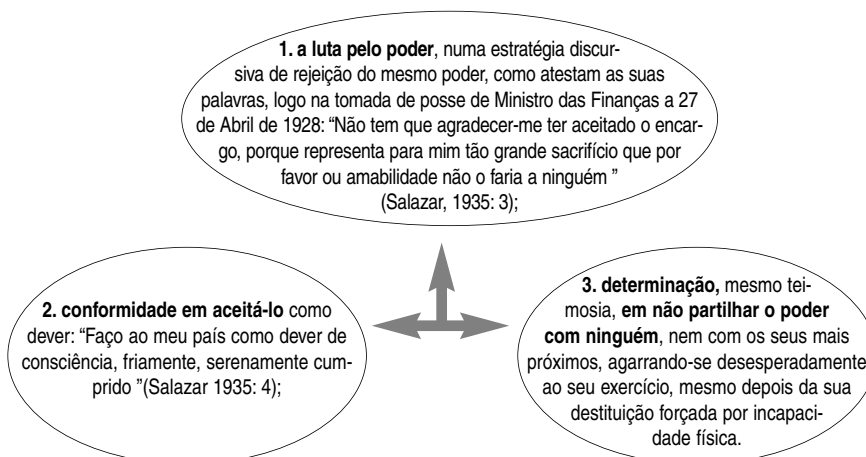 1. a luta pelo poder, numa estratégia discur-
siva de rejeição do mesmo poder, como atestam as suas
palavras, logo na tomada de posse de Ministro das Finanças a 27
de Abril de 1928: “Não tem que agradecer-me ter aceitado o encar-
go, porque representa para mim tão grande sacrifício que por
favor ou amabilidade não o faria a ninguém ”
(Salazar, 1935: 3);
2. conformidade em aceitá-lo como
dever: “Faço ao meu país como dever de
consciência, friamente, serenamente cum-
prido ”(Salazar 1935: 4);
3. determinação, mesmo tei-
mosia, em não partilhar o poder
com ninguém, nem com os seus mais
próximos, agarrando-se desesperadamente
ao seu exercício, mesmo depois da sua
destituição forçada por incapaci-
dade física.